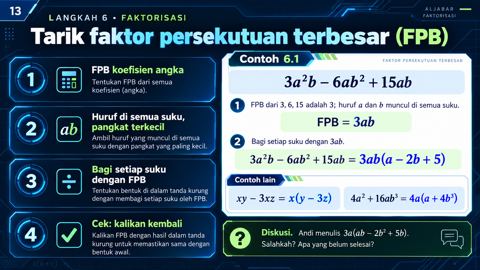 13
LANGKAH 6 • FAKTORISASI
ALJABAR
FAKTORISASI
Tarik faktor persekutuan terbesar (FPB)
1
FPB koefisien angka
Tentukan FPB dari semua
koefisien (angka).
2
ab
Huruf di semua suku,
pangkat terkecil
Ambil huruf yang muncul di semua
suku dengan pangkat yang paling kecil.
3
÷
Bagi setiap suku
dengan FPB
Tentukan bentuk di dalam tanda kurung
dengan membagi setiap suku oleh FPB.
4
Cek: kalikan kembali
Kalikan FPB dengan hasil dalam tanda
kurung untuk memastikan sama dengan
bentuk awal.
Contoh 6.1
FAKTOR PERSEKUTUAN TERBESAR
3a²b − 6ab² + 15ab
1 FPB dari 3, 6, 15 adalah 3; huruf a dan b muncul di semua suku.
FPB = 3ab
2 Bagi setiap suku dengan 3ab.
3a²b − 6ab² + 15ab = 3ab(a − 2b + 5)
Contoh lain
xy − 3xz = x(y − 3z)
4a² + 16ab³ = 4a(a + 4b³)
? Diskusi. Andi menulis 3a(ab − 2b² + 5b).
Salahkah? Apa yang belum selesai?